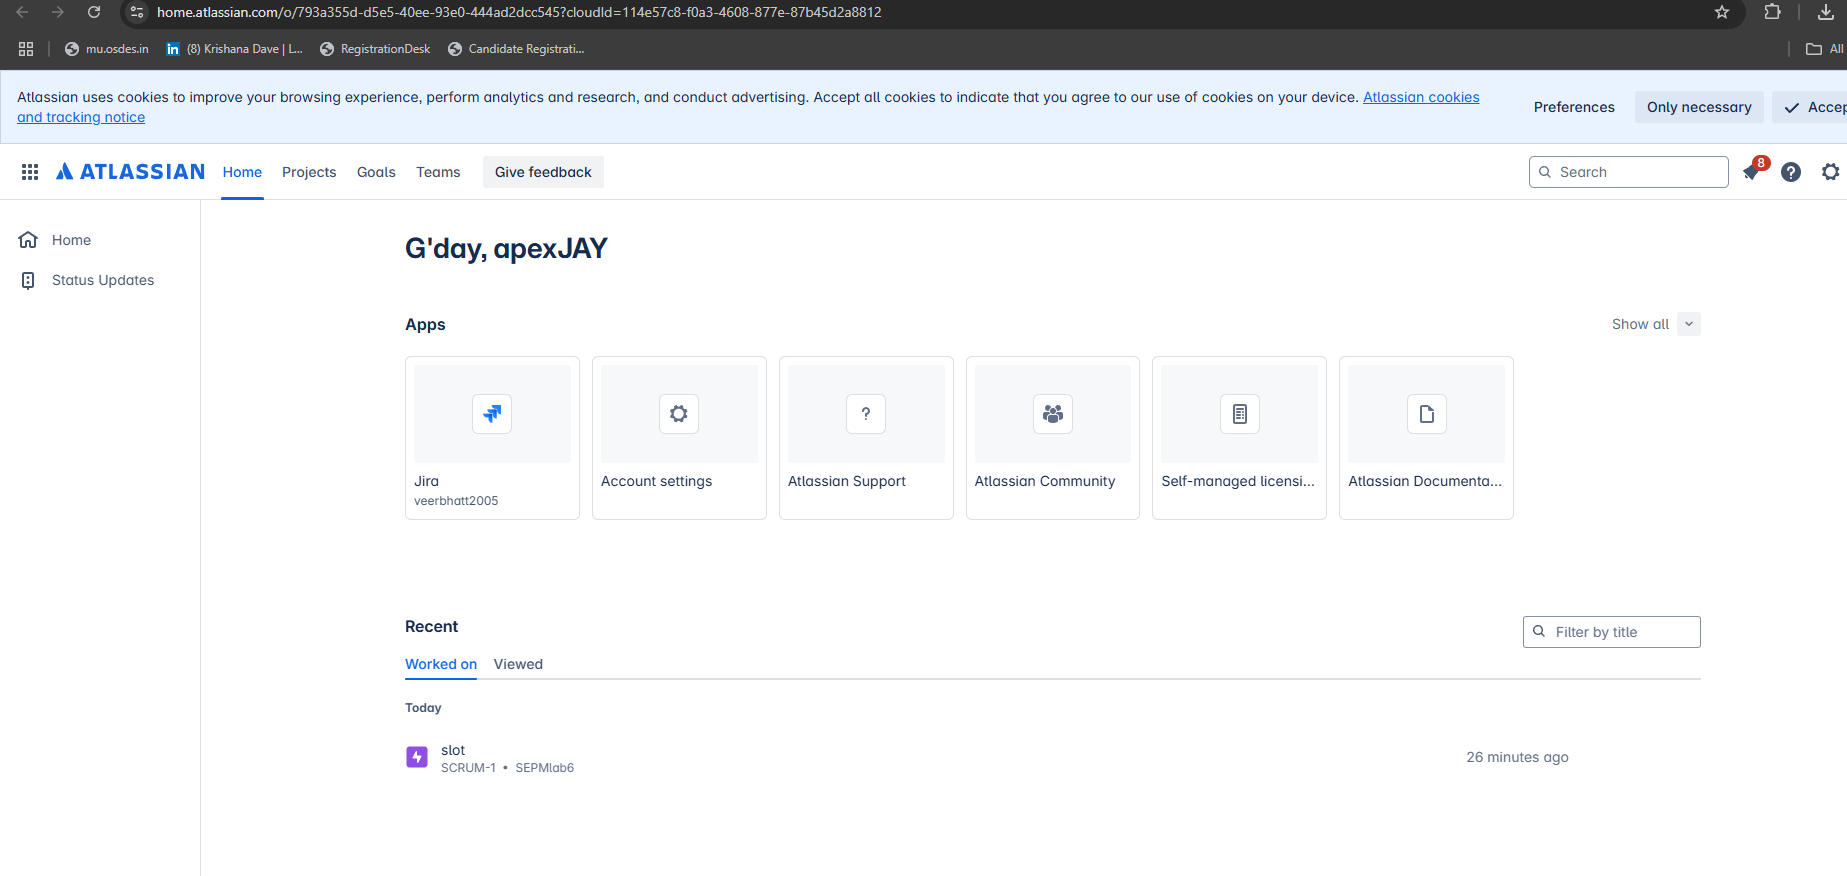 home.atlassian.com/o/793a355d-d5e5-40ee-93e0-444ad2dcc545?cloudId=114e57c8-f0a3-4608-877e-87b45d2a8812
mu.osdes.in (8) Krishana Dave | L... RegistrationDesk Candidate Registrati... All
Atlassian uses cookies to improve your browsing experience, perform analytics and research, and conduct advertising. Accept all cookies to indicate that you agree to our use of cookies on your device. Atlassian cookies
and tracking notice
Preferences Only necessary Accep
ATLASSIAN Home Projects Goals Teams Give feedback Search 8
Home
Status Updates
G'day, apexJAY
Apps Show all
Jira Account settings Atlassian Support Atlassian Community Self-managed licensi... Atlassian Documenta...
veerbhatt2005
Recent Filter by title
Worked on Viewed
Today
slot
SCRUM-1 • SEPMlab6 26 minutes ago